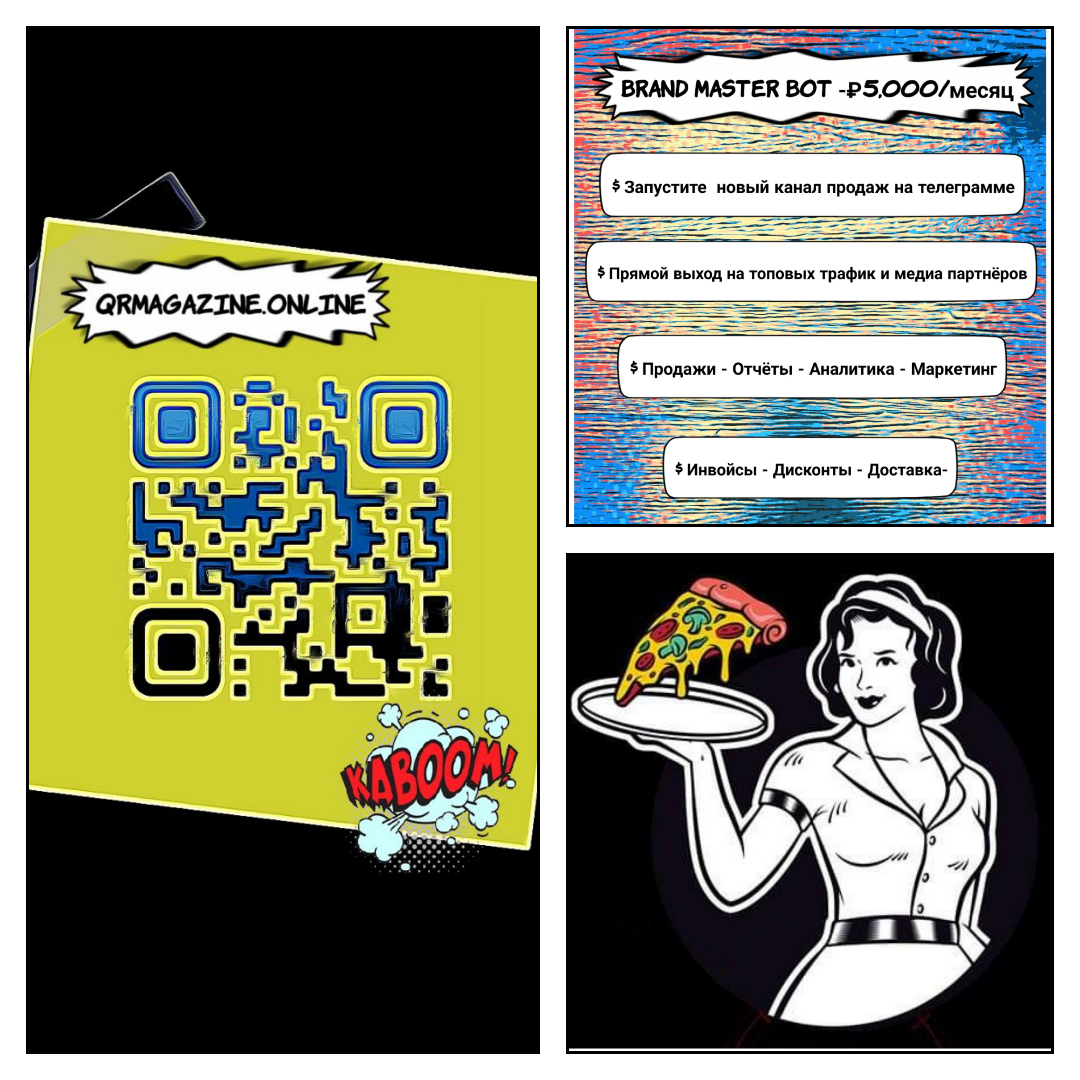 QRMAGAZINE.ONLINE
KABOOM!
BRAND MASTER BOT -₽5,000/месяц
$ Запустите новый канал продаж на телеграмме
$ Прямой выход на топовых трафик и медиа партнёров
$ Продажи - Отчёты - Аналитика - Маркетинг
$ Инвойсы - Дисконты - Доставка-